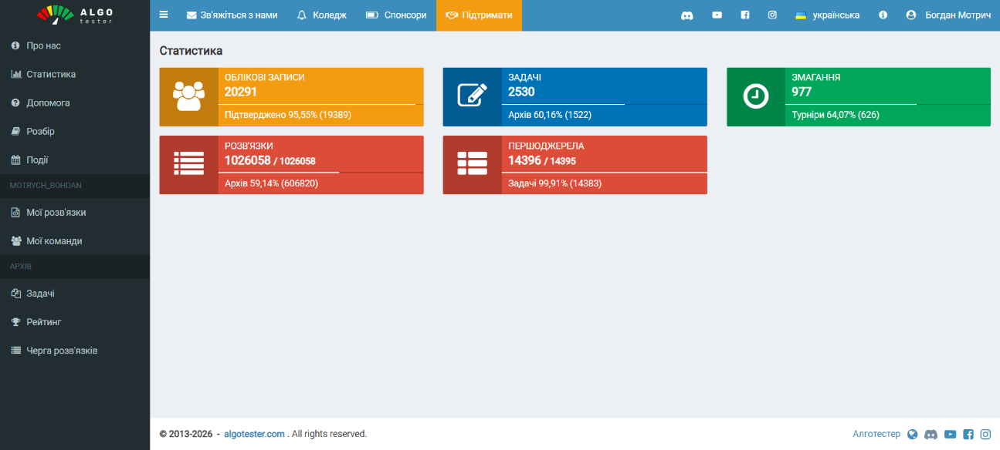 ALGO
tester
Зв'яжіться з нами
Коледж
Спонсори
Підтримати
українська
Богдан Мотрич
Про нас
Статистика
Допомога
Розбір
Події
MOTRYCH_BOHDAN
Мої розв'язки
Мої команди
АРХІВ
Задачі
Рейтинг
Черга розв'язків
Статистика
ОБЛІКОВІ ЗАПИСИ
20291
Підтверджено 95,55% (19389)
ЗАДАЧІ
2530
Архів 60,16% (1522)
ЗМАГАННЯ
977
Турніри 64,07% (626)
РОЗВ'ЯЗКИ
1026058 / 1026058
Архів 59,14% (606820)
ПЕРШОДЖЕРЕЛА
14396 / 14395
Задачі 99,91% (14383)
© 2013-2026 - algotester.com . All rights reserved.
Алготестер